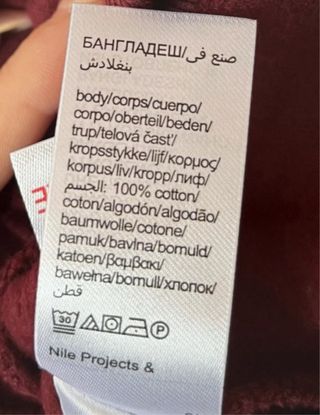 БАНГЛАДЕШ/صنع فى
بنغلادش
body/corps/cuerpo/
corpo/oberteil/beden/
trup/telová časť/
kropsstykke/lijf/κορμος/
korpus/liv/kropp/лиф/
الجسم: 100% cotton/
coton/algodón/algodão/
baumwolle/cotone/
pamuk/bavlna/bomuld/
katoen/βαμβακι/
bawełna/bomull/хлопок/
قطن
30 P
Nile Projects &